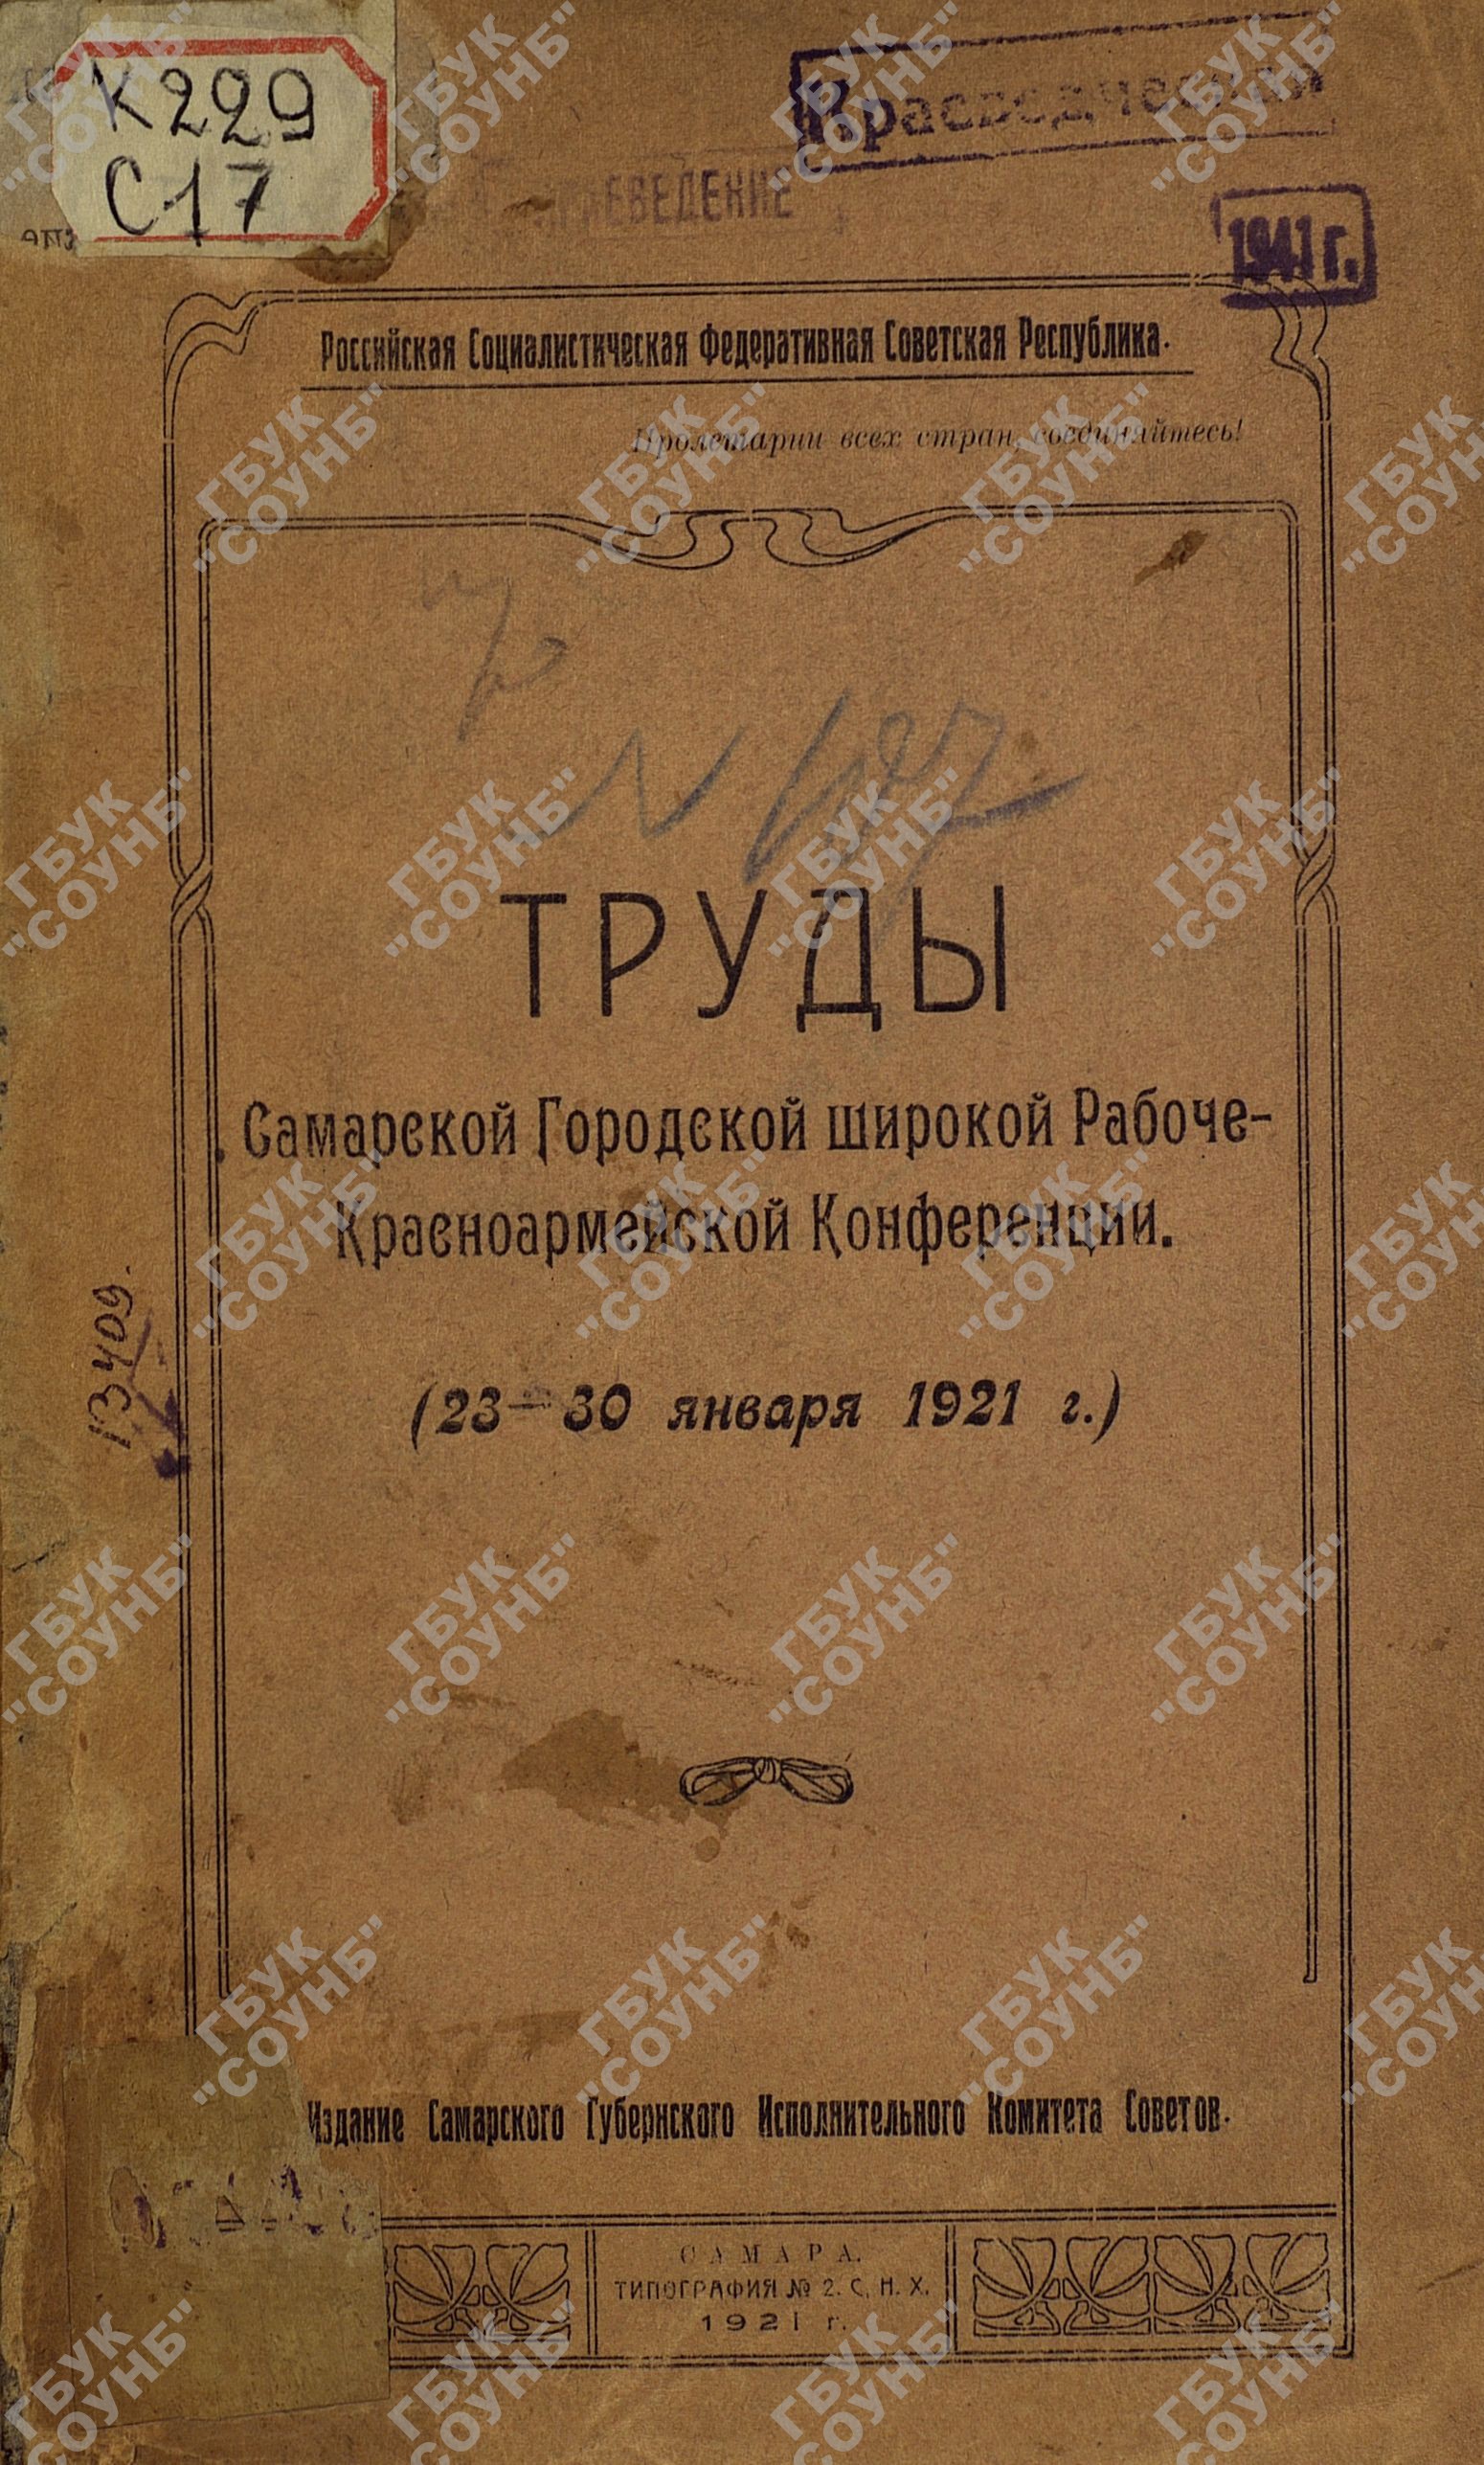 К229
С17
КРАЕВЕДЕНИЕ
1941 г.
Российская Социалистическая Федеративная Советская Республика.
Пролетарии всех стран, соединяйтесь!
ТРУДЫ
Самарской Городской широкой Рабоче-
Красноармейской Конференции.
(23—30 января 1921 г.)
13409.
Издание Самарского Губернского Исполнительного Комитета Советов.
САМАРА.
ТИПОГРАФИЯ № 2. С. Н. Х.
1921 г.
ГБУК
"СОУНБ"